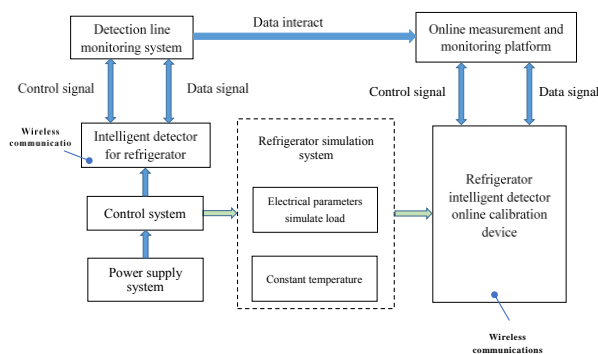 Data interact
Detection line
monitoring system
Online measurement and
monitoring platform
Control signal
Data signal
Control signal
Data signal
Wireless
communicatio
Intelligent detector
for refrigerator
Refrigerator simulation
system
Electrical parameters
simulate load
Constant temperature
Control system
Power supply
system
Refrigerator
intelligent detector
online calibration
device
Wireless
communications